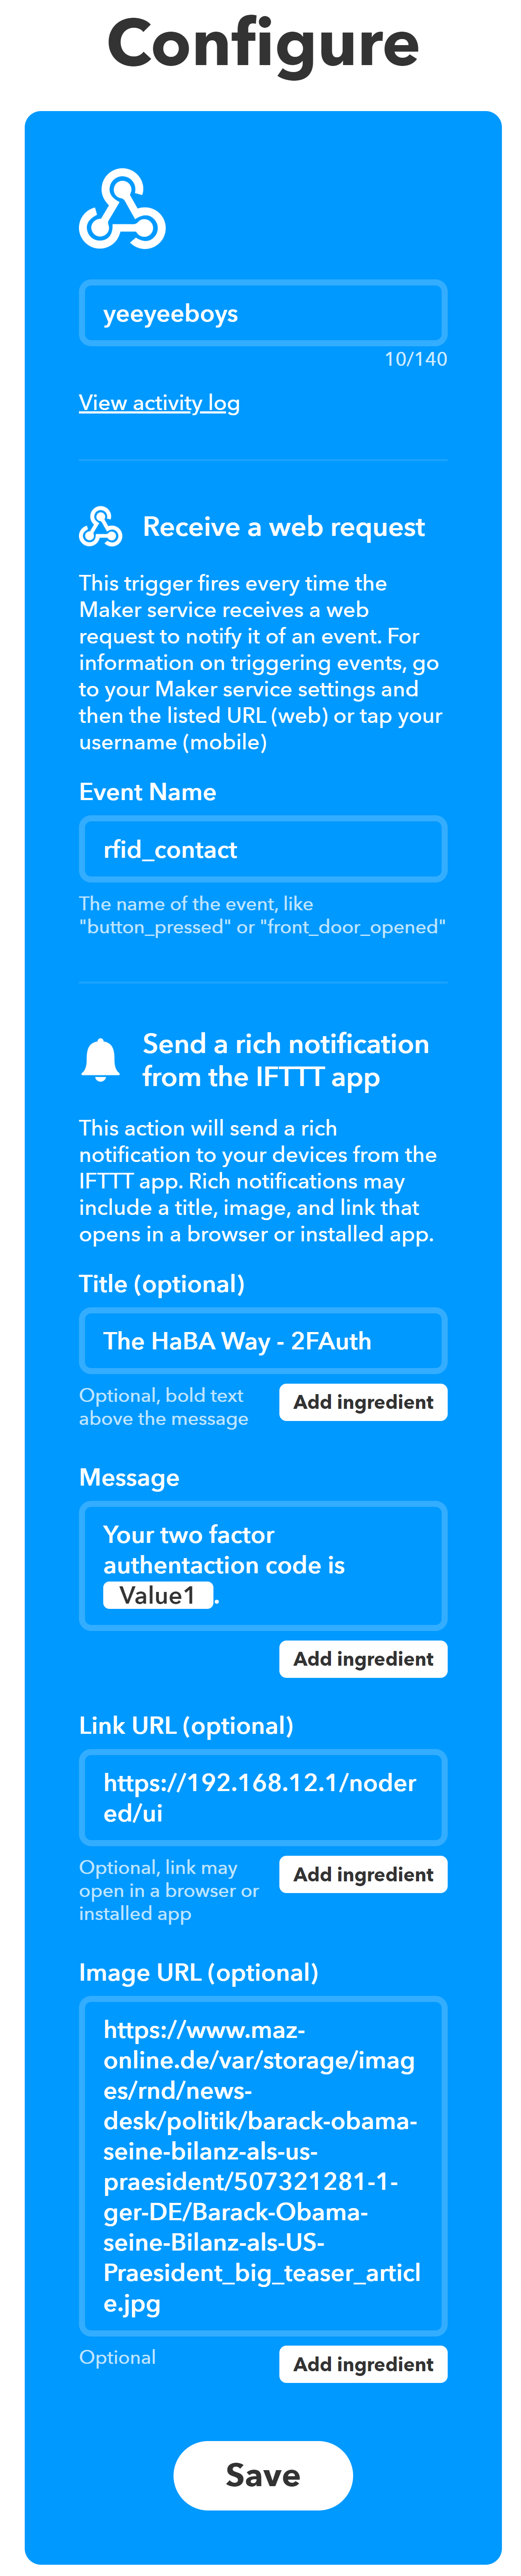 Configure
yeeyeeboys
10/140
View activity log
Receive a web request
This trigger fires every time the
Maker service receives a web
request to notify it of an event. For
information on triggering events, go
to your Maker service settings and
then the listed URL (web) or tap your
username (mobile)
Event Name
rfid_contact
The name of the event, like
"button_pressed" or "front_door_opened"
Send a rich notification
from the IFTTT app
This action will send a rich
notification to your devices from the
IFTTT app. Rich notifications may
include a title, image, and link that
opens in a browser or installed app.
Title (optional)
The HaBA Way - 2FAuth
Optional, bold text
above the message
Add ingredient
Message
Your two factor
authentaction code is
Value1.
Add ingredient
Link URL (optional)
https://192.168.12.1/noder
ed/ui
Optional, link may
open in a browser or
installed app
Add ingredient
Image URL (optional)
https://www.maz-
online.de/var/storage/imag
es/rnd/news-
desk/politik/barack-obama-
seine-bilanz-als-us-
praesident/507321281-1-
ger-DE/Barack-Obama-
seine-Bilanz-als-US-
Praesident_big_teaser_articl
e.jpg
Optional
Add ingredient
Save